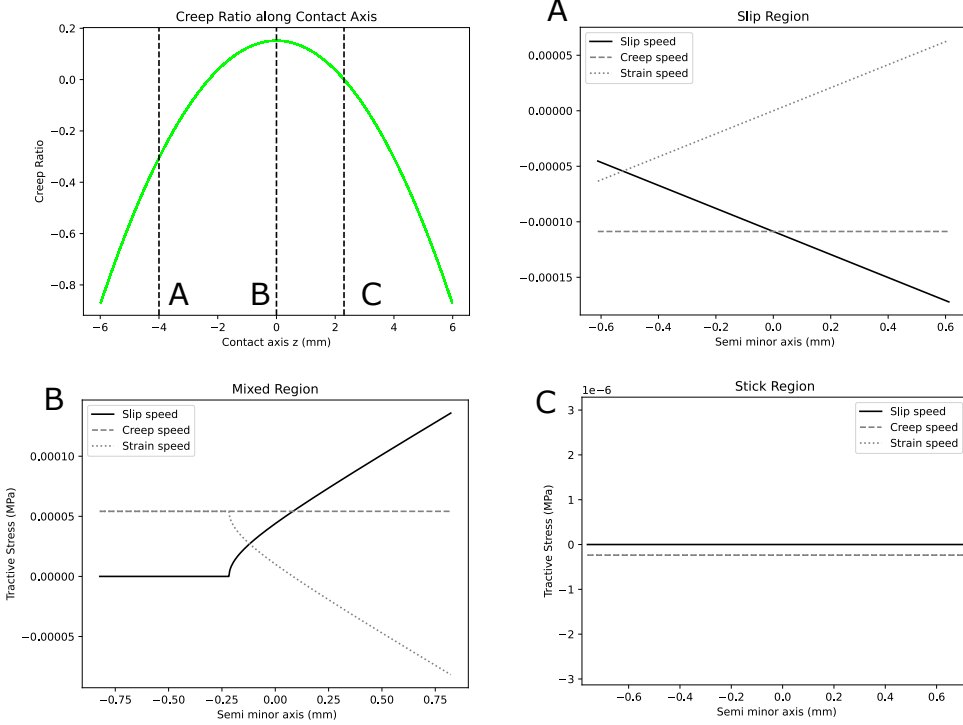 Creep Ratio along Contact Axis
0.2
0.0
−0.2
−0.4
−0.6
−0.8
Creep Ratio
A
B
C
−6
−4
−2
0
2
4
6
Contact axis z (mm)
A
Slip Region
Slip speed
Creep speed
Strain speed
0.00005
0.00000
−0.00005
−0.00010
−0.00015
−0.6
−0.4
−0.2
0.0
0.2
0.4
0.6
Semi minor axis (mm)
B
Mixed Region
Slip speed
Creep speed
Strain speed
0.00010
0.00005
0.00000
−0.00005
Tractive Stress (MPa)
−0.75
−0.50
−0.25
0.00
0.25
0.50
0.75
Semi minor axis (mm)
C
Stick Region
1e−6
Slip speed
Creep speed
Strain speed
3
2
1
0
−1
−2
−3
Tractive Stress (MPa)
−0.6
−0.4
−0.2
0.0
0.2
0.4
0.6
Semi minor axis (mm)